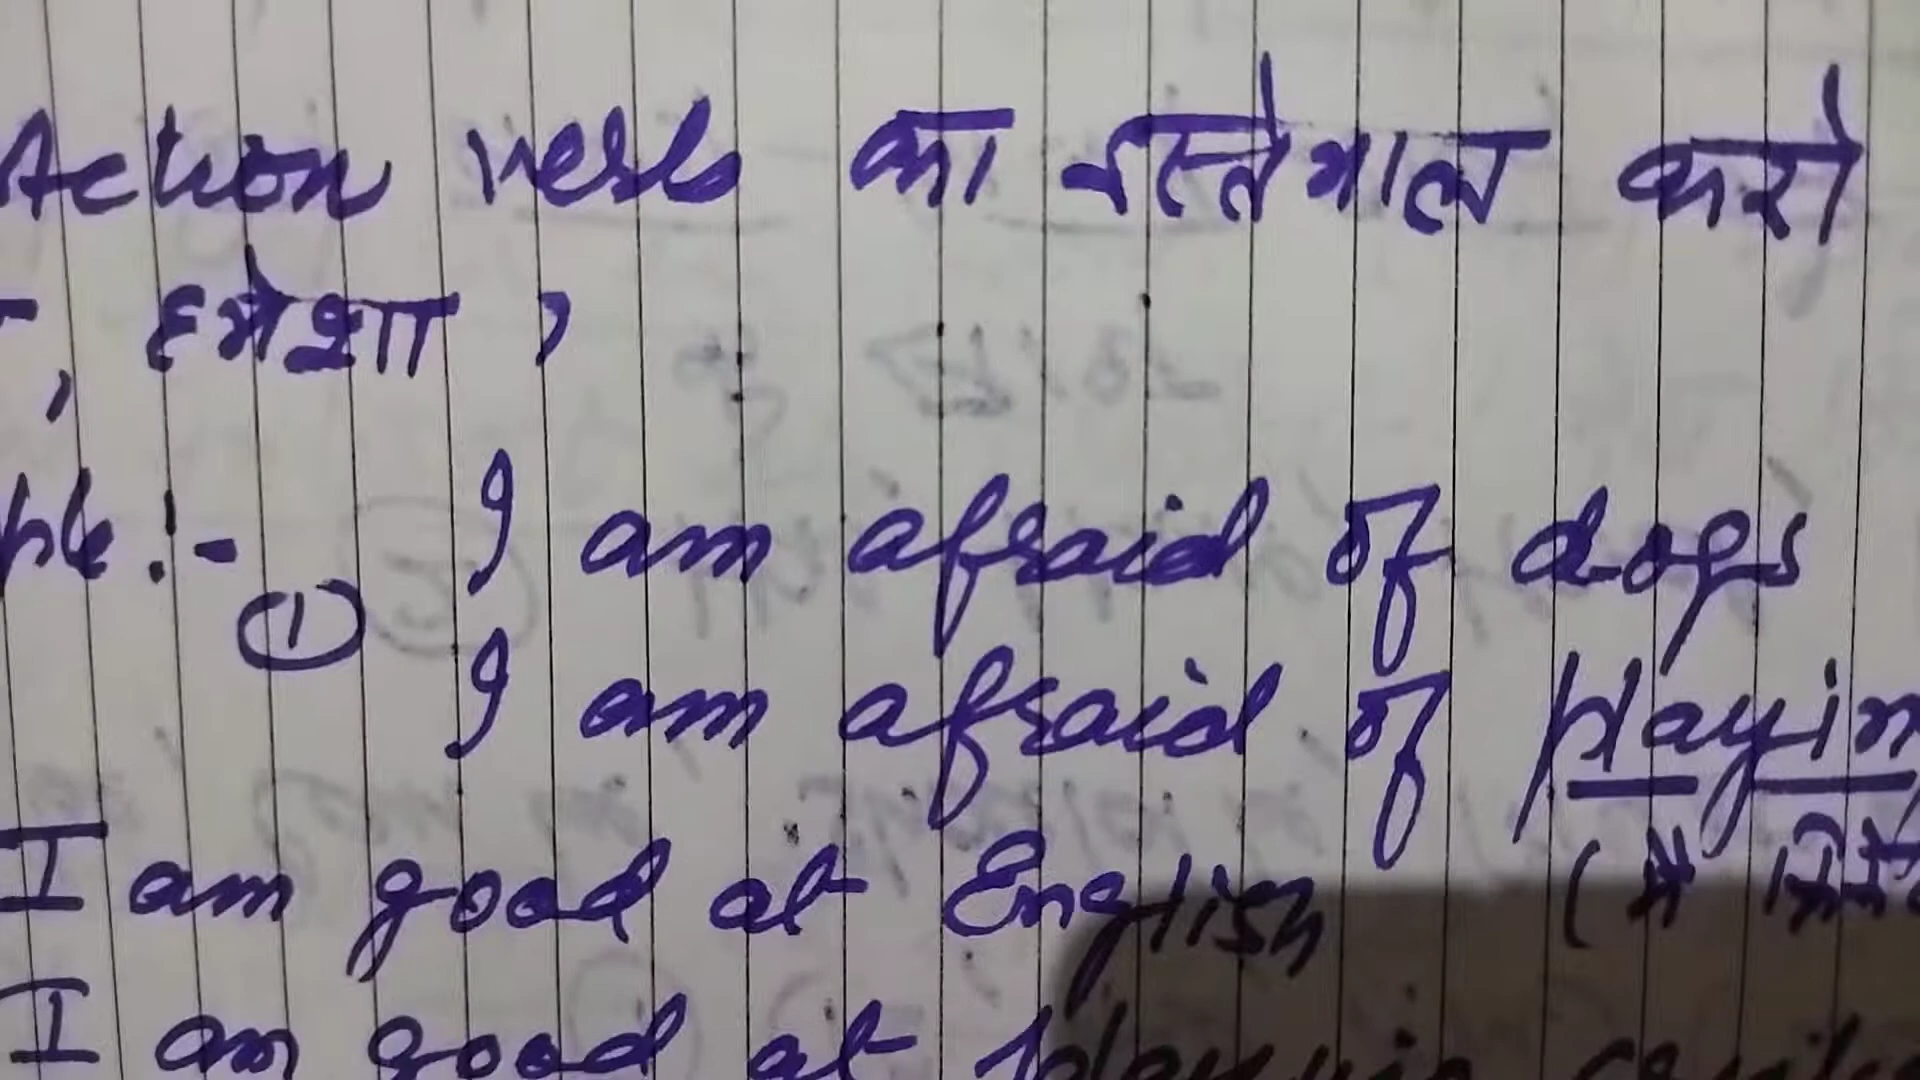 Action verb का इस्तेमाल करो
, हमेशा ,
ple :- ① I am afraid of dogs
I am afraid of playin
I am good at English (मै
I am good at